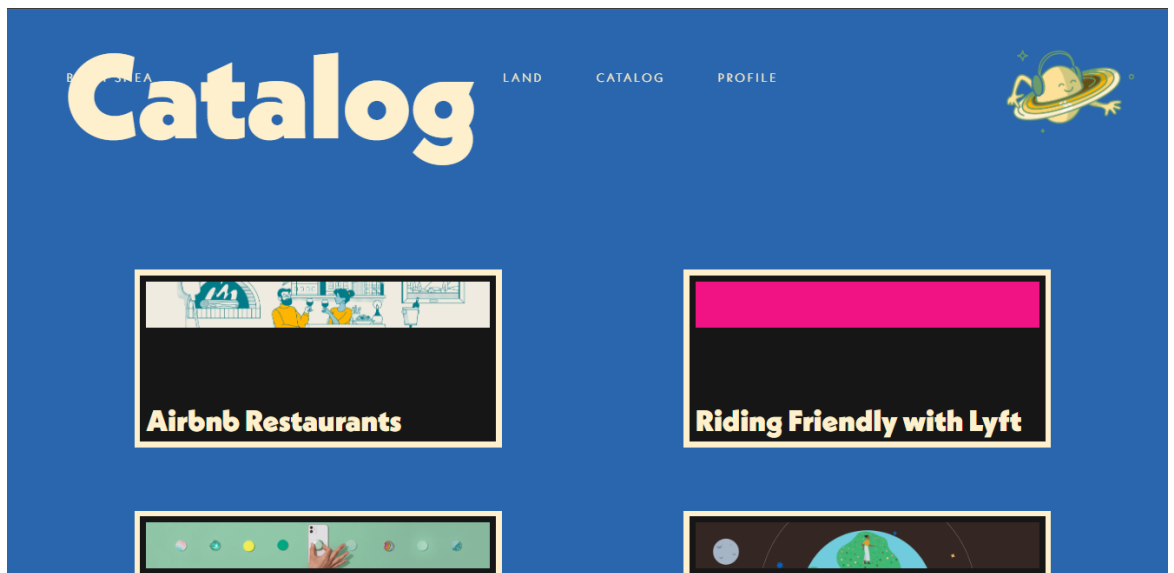 Catalog
LAND CATALOG PROFILE
Airbnb Restaurants
Riding Friendly with Lyft